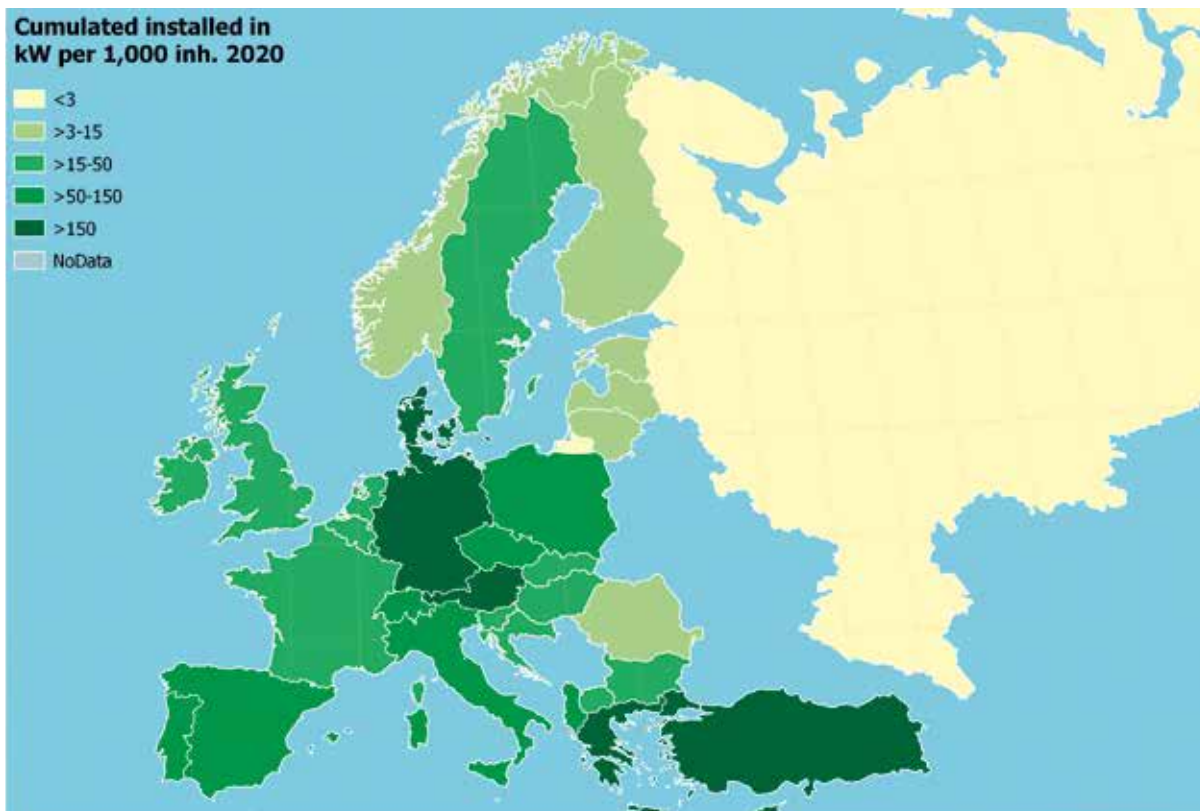 Cumulated installed in
kW per 1,000 inh. 2020
<3
>3-15
>15-50
>50-150
>150
NoData